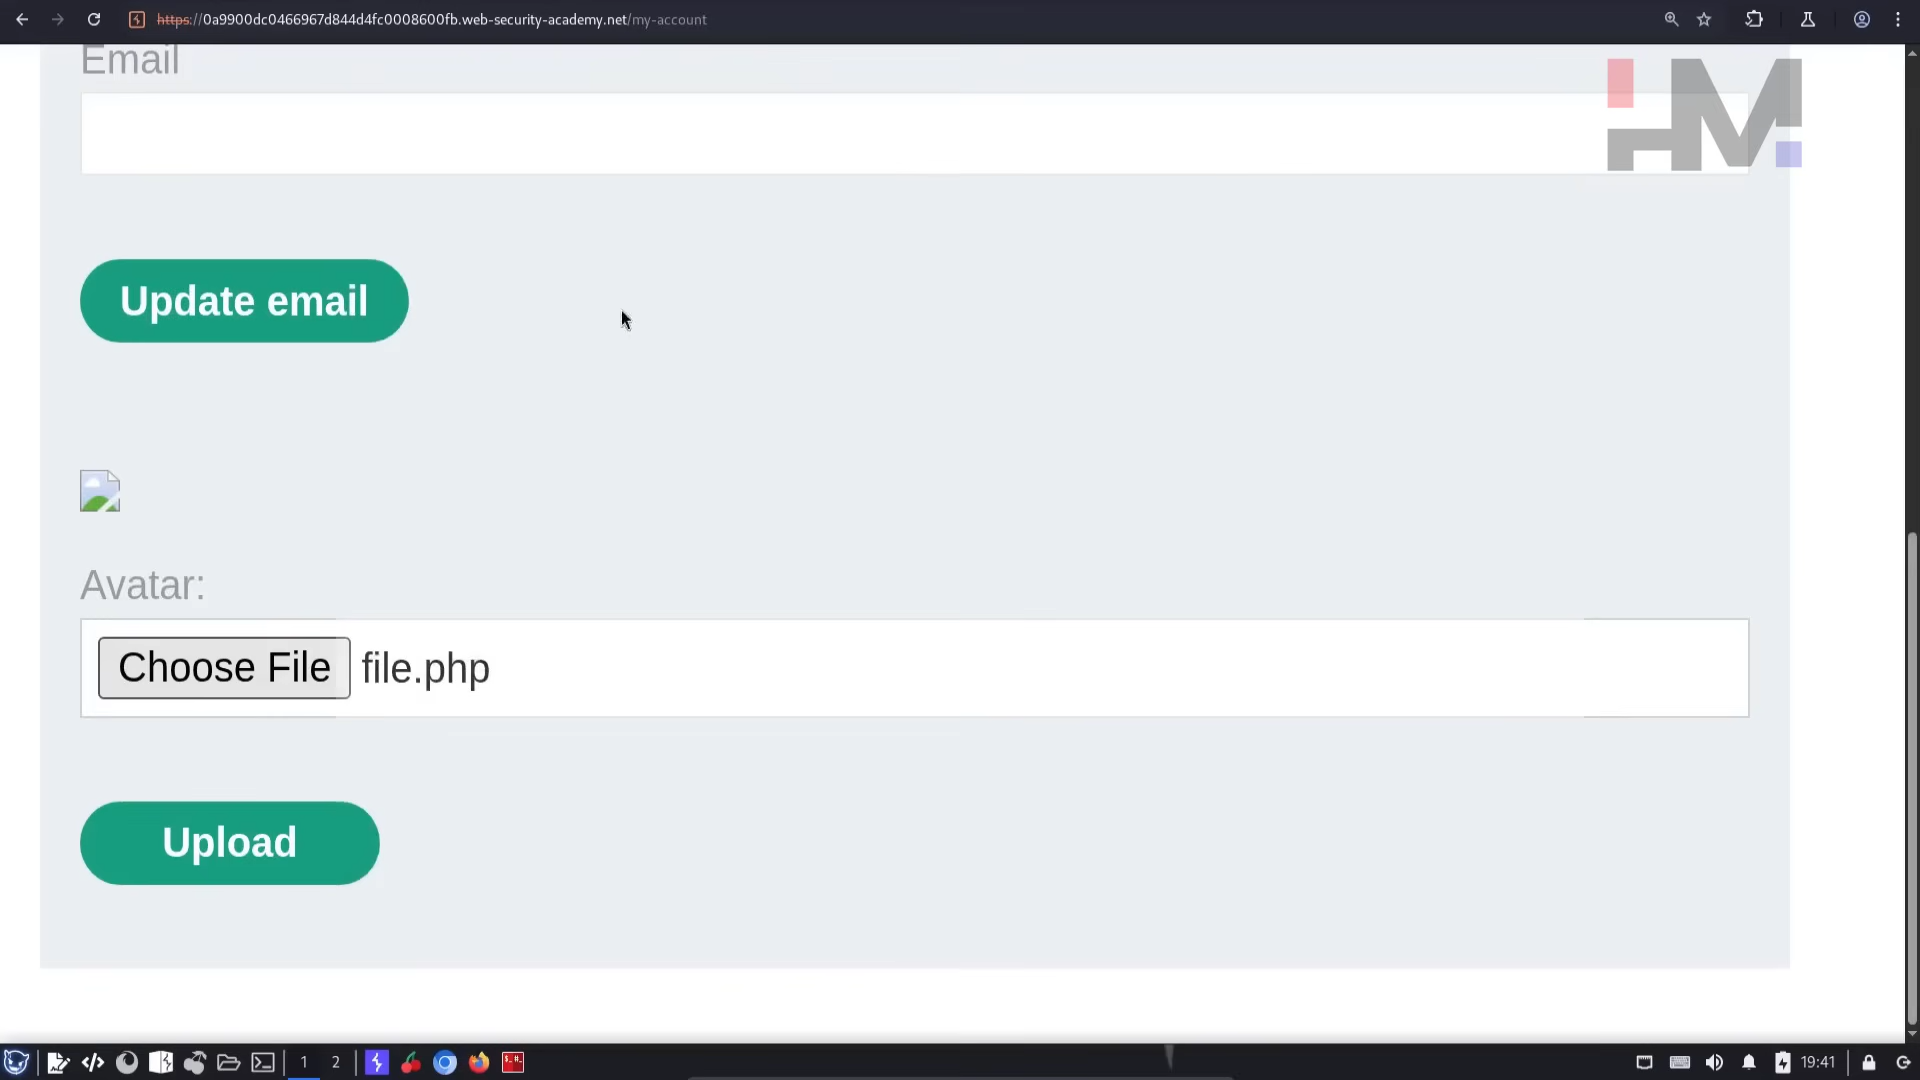 https://0a9900dc0466967d844d4fc0008600fb.web-security-academy.net/my-account
Email
HM
Update email
Avatar:
Choose File file.php
Upload
1 2 19:41